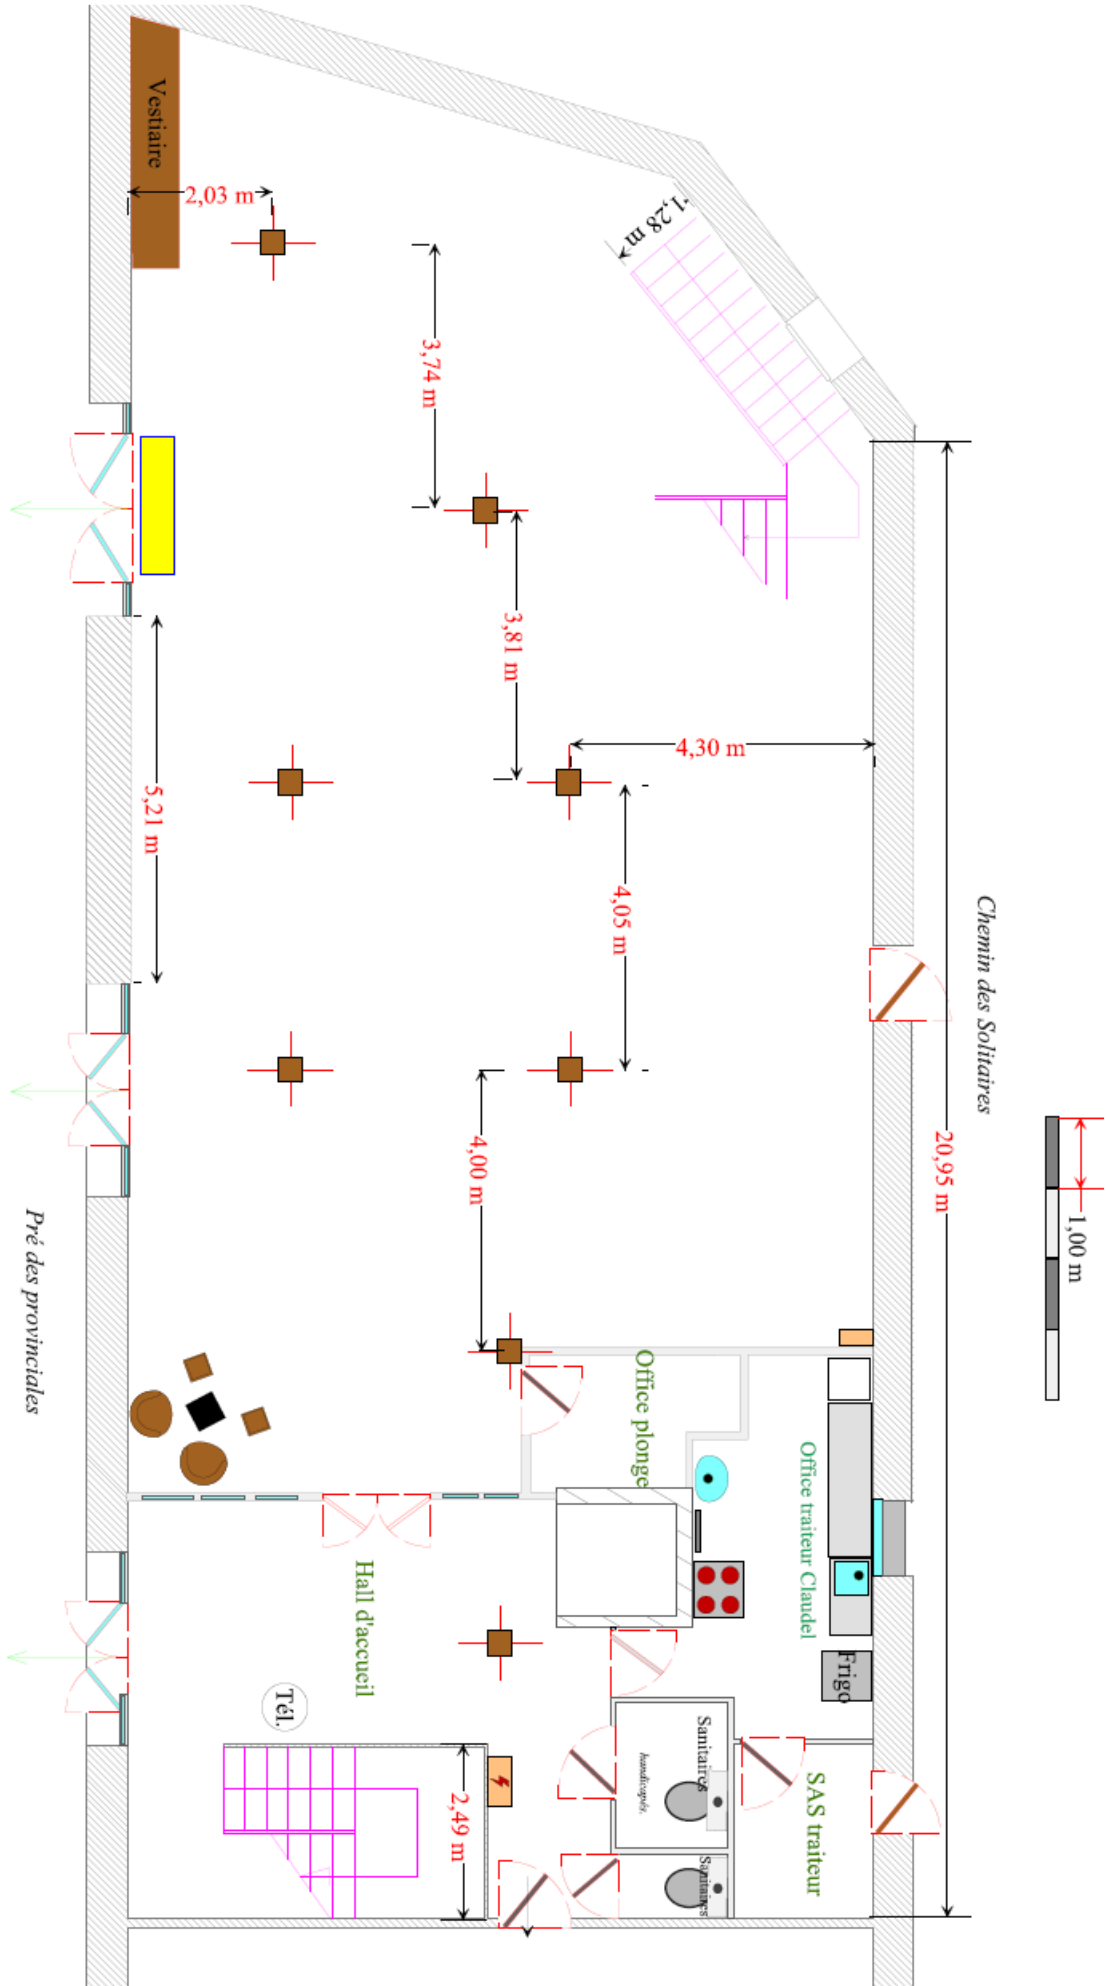 Vestiaire
2,03 m
1,28 m
3,74 m
3,81 m
4,30 m
5,21 m
4,05 m
Chemin des Solitaires
20,95 m
1,00 m
4,00 m
Pré des provinciales
Office plonge
Office traiteur Claudel
Hall d'accueil
Frigo
Tél.
Sanitaires
handicapés.
SAS traiteur
2,49 m
Sanitaires